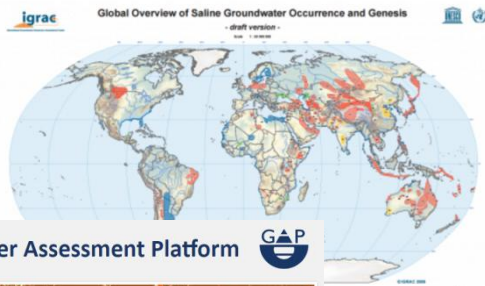 igrac
Global Overview of Saline Groundwater Occurrence and Genesis
- draft version -
er Assessment Platform
GAP